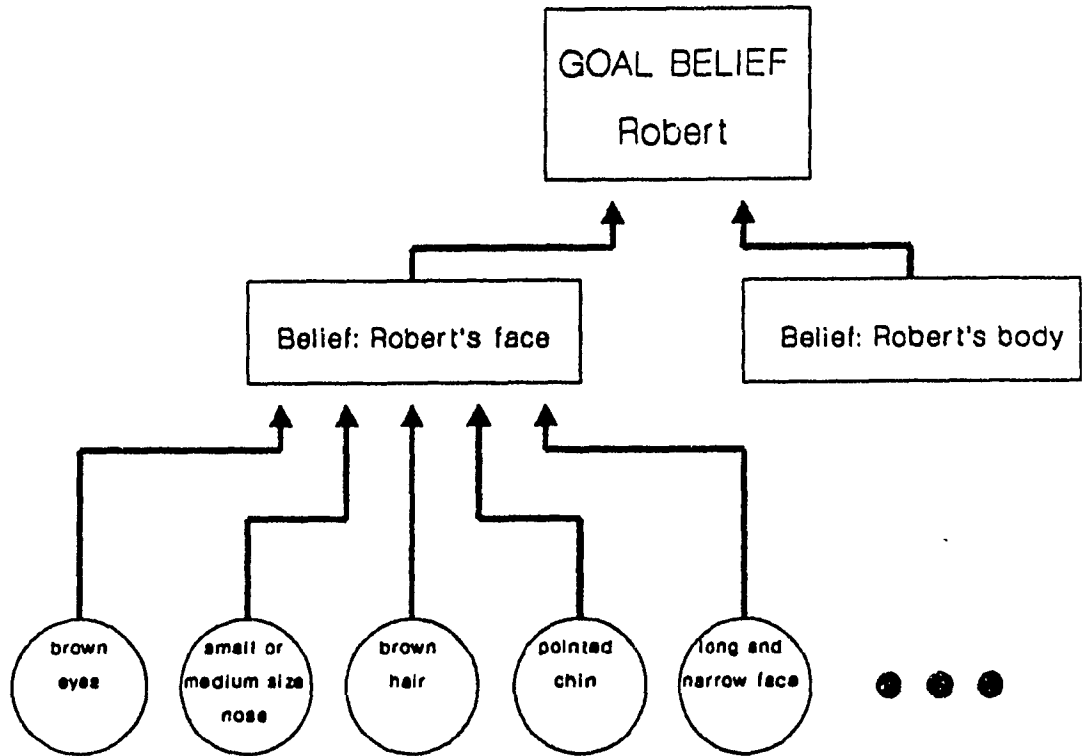 GOAL BELIEF
Robert
Belief: Robert's face
Belief: Robert's body
brown
eyes
small or
medium size
nose
brown
hair
pointed
chin
long and
narrow face